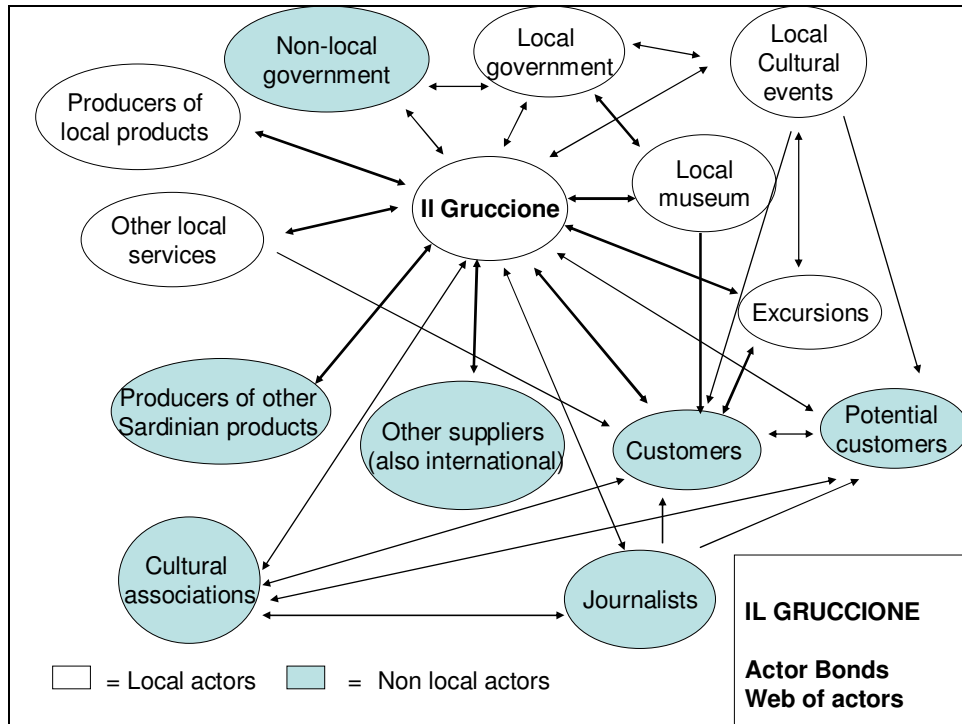 Non-local
government
Local
government
Local
Cultural
events
Producers of
local products
Local
museum
Il Gruccione
Other local
services
Excursions
Producers of other
Sardinian products
Other suppliers
(also international)
Customers
Potential
customers
Cultural
associations
Journalists
IL GRUCCIONE
Actor Bonds
Web of actors
= Local actors
= Non local actors